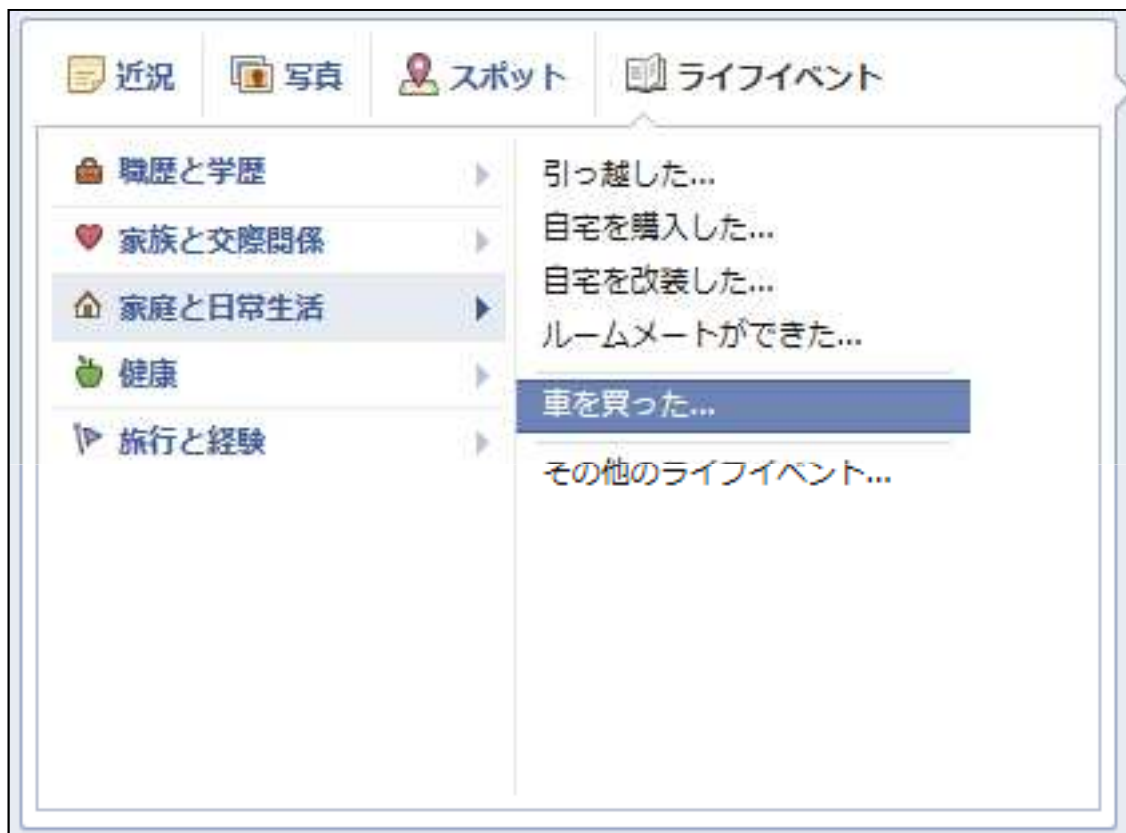 近況 写真 スポット ライフイベント
職歴と学歴
家族と交際関係
家庭と日常生活
健康
旅行と経験
引っ越した...
自宅を購入した...
自宅を改装した...
ルームメートができた...
車を買った...
その他のライフイベント...